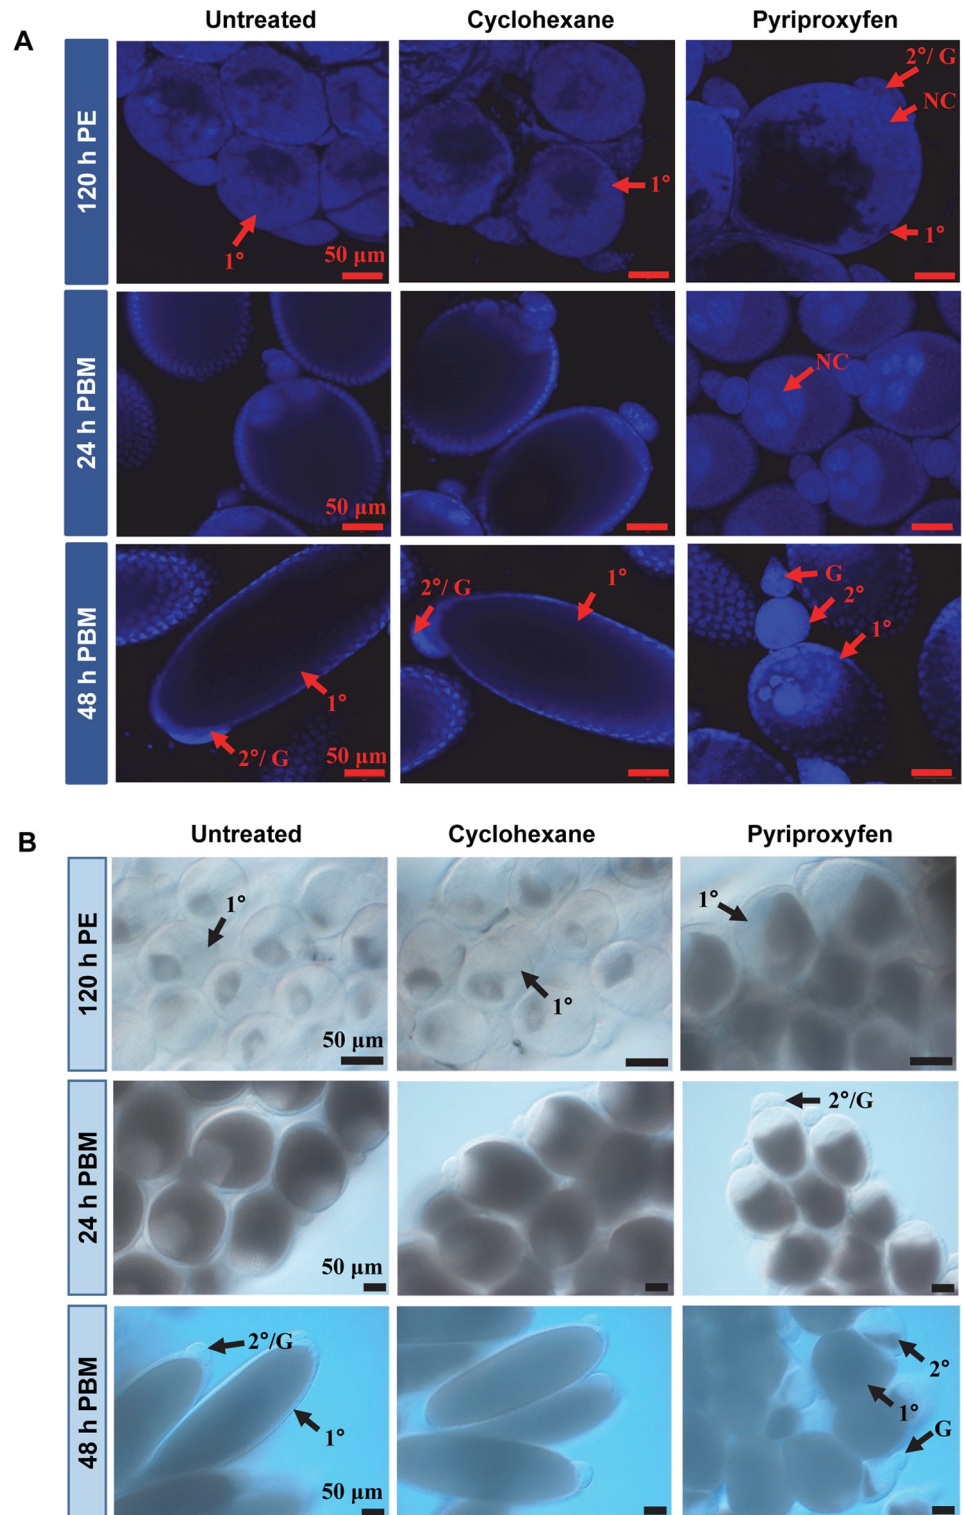 A
Untreated
Cyclohexane
Pyriproxyfen
120 h PE
1°
50 µm
1°
2°/ G
NC
1°
24 h PBM
50 µm
NC
48 h PBM
1°
2°/ G
50 µm
2°/ G
1°
G
2°
1°
B
Untreated
Cyclohexane
Pyriproxyfen
120 h PE
1°
50 µm
1°
1°
24 h PBM
50 µm
2°/G
48 h PBM
2°/G
1°
50 µm
2°
1°
G